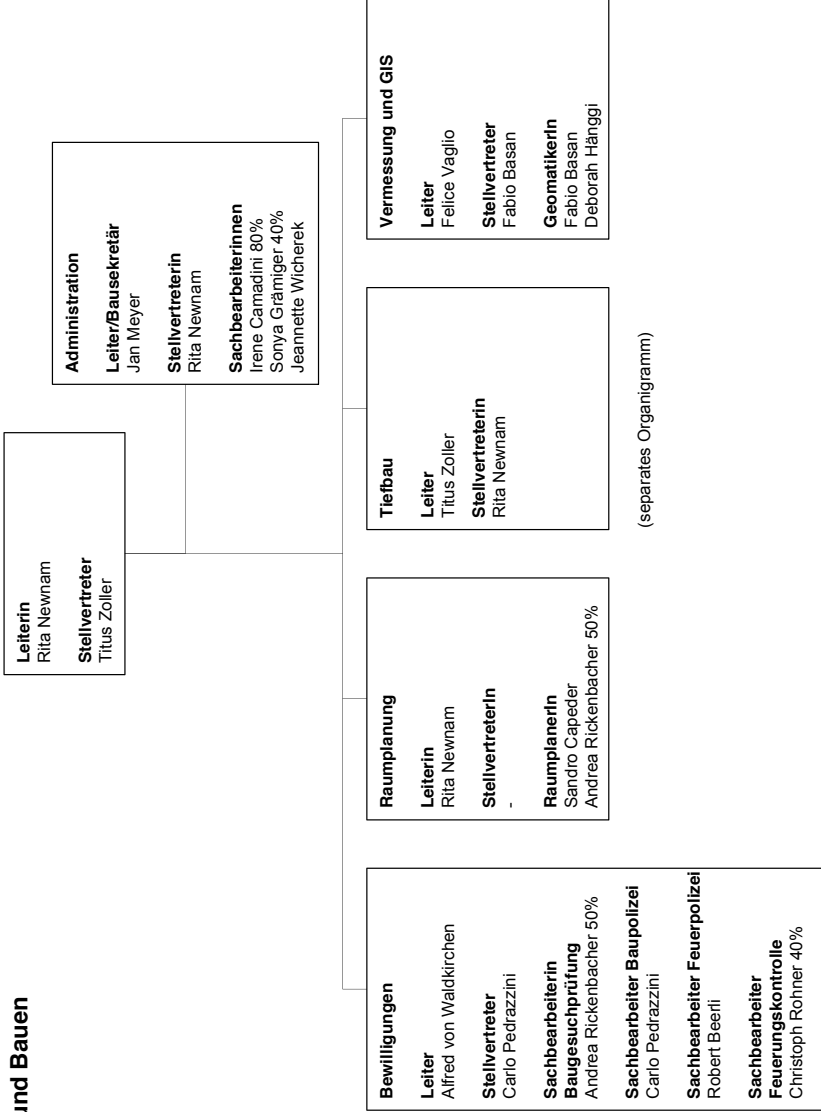 und Bauen
Leiterin
Rita Newnam
Stellvertreter
Titus Zoller
Administration
Leiter/Bausekretär
Jan Meyer
Stellvertreterin
Rita Newnam
Sachbearbeiterinnen
Irene Camadini 80%
Sonya Grämiger 40%
Jeannette Wicherek
Bewilligungen
Leiter
Alfred von Waldkirchen
Stellvertreter
Carlo Pedrazzini
Sachbearbeiterin
Baugesuchprüfung
Andrea Rickenbacher 50%
Sachbearbeiter Baupolizei
Carlo Pedrazzini
Sachbearbeiter Feuerpolizei
Robert Beerli
Sachbearbeiter
Feuerungskontrolle
Christoph Rohner 40%
Raumplanung
Leiterin
Rita Newnam
StellvertreterIn
-
RaumplanerIn
Sandro Capeder
Andrea Rickenbacher 50%
Tiefbau
Leiter
Titus Zoller
Stellvertreterin
Rita Newnam
(separates Organigramm)
Vermessung und GIS
Leiter
Felice Vaglio
Stellvertreter
Fabio Basan
GeomatikerIn
Fabio Basan
Deborah Hänggi